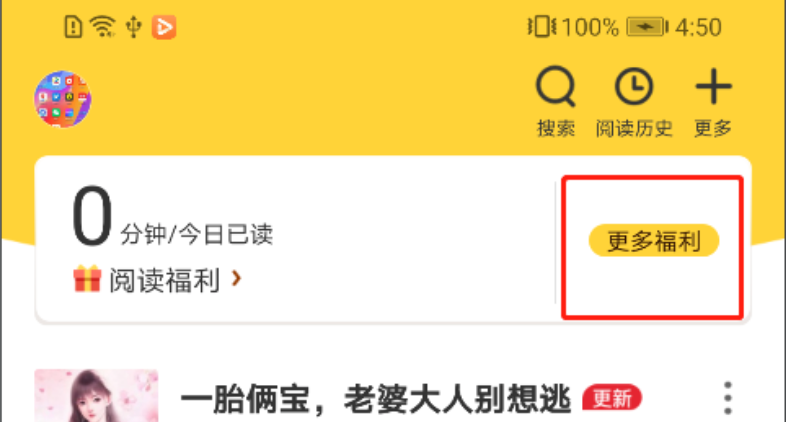 100% 4:50
搜索 阅读历史 更多
0 分钟/今日已读
更多福利
阅读福利
一胎俩宝，老婆大人别想逃 更新